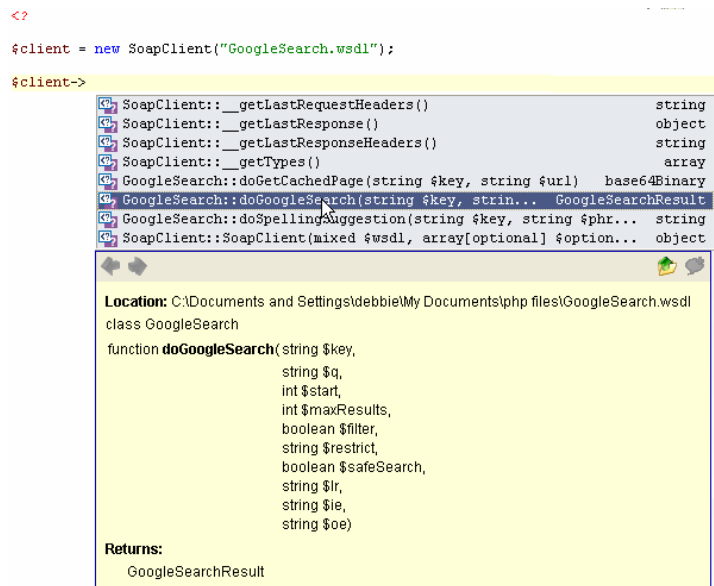 <?
$client = new SoapClient("GoogleSearch.wsdl");
$client->
SoapClient::__getLastRequestHeaders() string
SoapClient::__getLastResponse() object
SoapClient::__getLastResponseHeaders() string
SoapClient::__getTypes() array
GoogleSearch::doGetCachedPage(string $key, string $url) base64Binary
GoogleSearch::doGoogleSearch(string $key, strin... GoogleSearchResult
GoogleSearch::doSpellingSuggestion(string $key, string $phr... string
SoapClient::SoapClient(mixed $wsdl, array[optional] $option... object
Location: C:\Documents and Settings\debbie\My Documents\php files\GoogleSearch.wsdl
class GoogleSearch
function doGoogleSearch(string $key,
string $q,
int $start,
int $maxResults,
boolean $filter,
string $restrict,
boolean $safeSearch,
string $lr,
string $ie,
string $oe)
Returns:
GoogleSearchResult